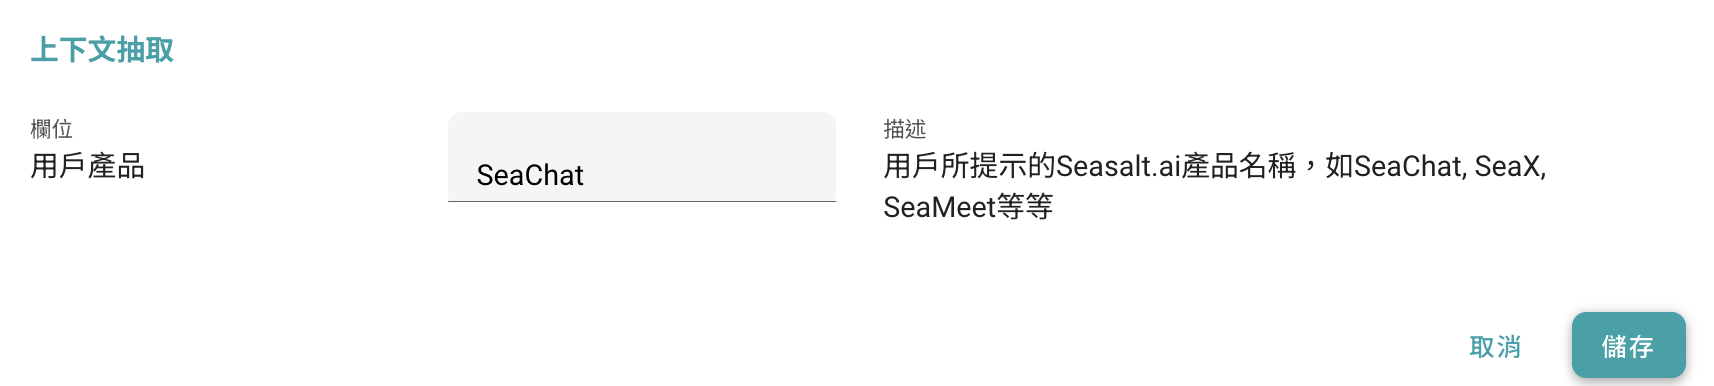 上下文抽取
欄位
用戶產品
SeaChat
描述
用戶所提示的Seasalt.ai產品名稱，如SeaChat, SeaX,
SeaMeet等等
取消
儲存